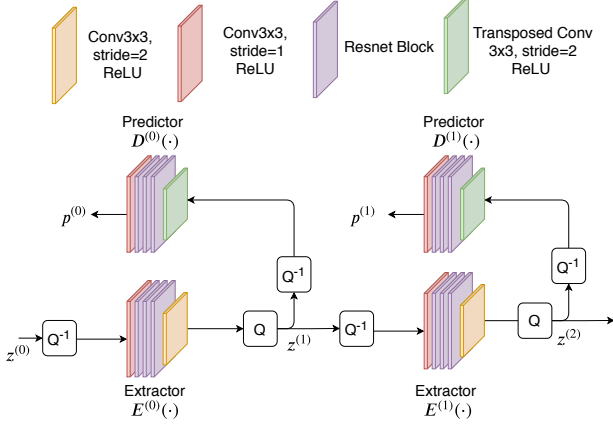 Conv3x3,
stride=2
ReLU
Conv3x3,
stride=1
ReLU
Resnet Block
Transposed Conv
3x3, stride=2
ReLU
Predictor
D⁽⁰⁾(·)
Predictor
D⁽¹⁾(·)
p⁽⁰⁾
p⁽¹⁾
Q⁻¹
Q⁻¹
z⁽⁰⁾
Q⁻¹
Q
z⁽¹⁾
Q⁻¹
Q
z⁽²⁾
Extractor
E⁽⁰⁾(·)
Extractor
E⁽¹⁾(·)